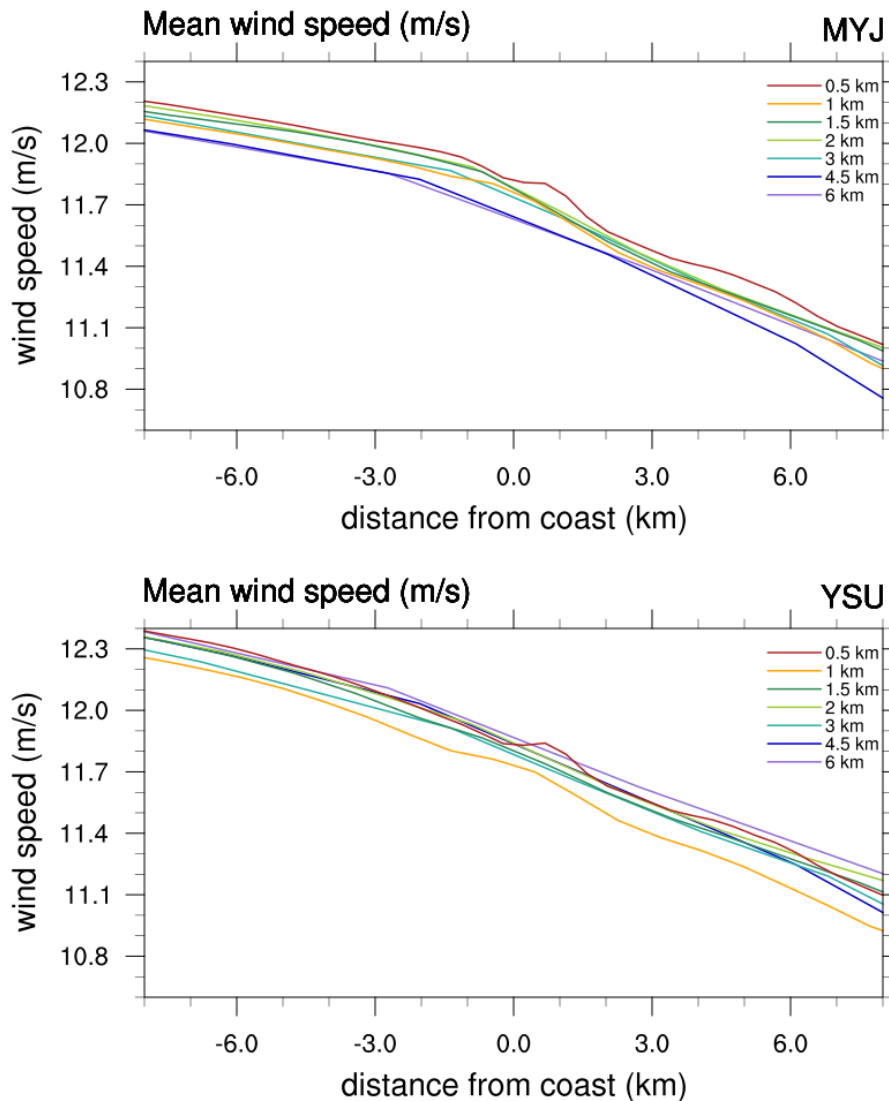 Mean wind speed (m/s) MYJ
12.3
12.0
11.7
11.4
11.1
10.8
wind speed (m/s)
0.5 km
1 km
1.5 km
2 km
3 km
4.5 km
6 km
-6.0 -3.0 0.0 3.0 6.0
distance from coast (km)
Mean wind speed (m/s) YSU
12.3
12.0
11.7
11.4
11.1
10.8
wind speed (m/s)
0.5 km
1 km
1.5 km
2 km
3 km
4.5 km
6 km
-6.0 -3.0 0.0 3.0 6.0
distance from coast (km)